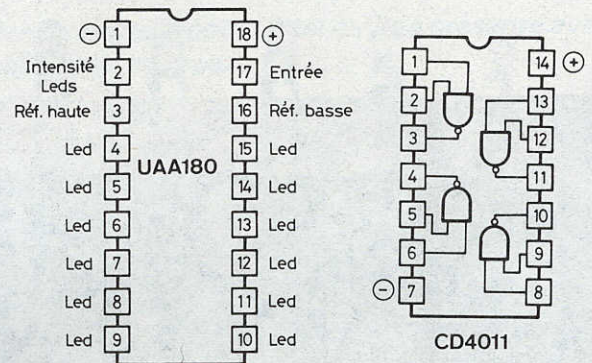 ⊖ 1 18 ⊕
Intensité Leds 2 17 Entrée
Réf. haute 3 16 Réf. basse
Led 4 15 Led
UAA180
Led 5 14 Led
Led 6 13 Led
Led 7 12 Led
Led 8 11 Led
Led 9 10 Led
1 14 ⊕
2 13
3 12
4 11
5 10
6 9
⊖ 7 8
CD4011